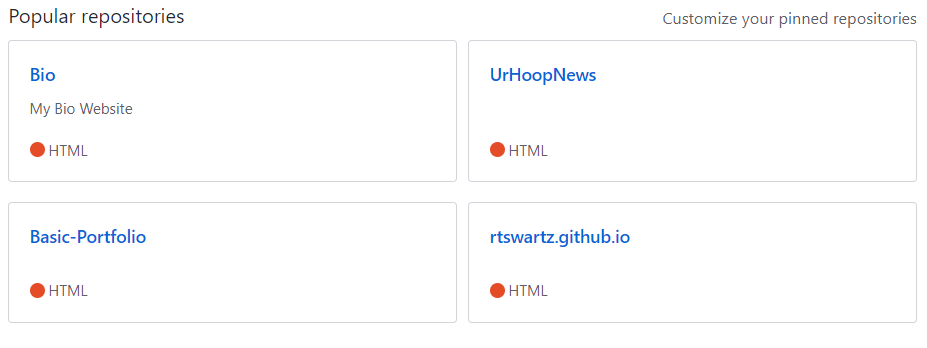 Popular repositories
Customize your pinned repositories
Bio
My Bio Website
HTML
UrHoopNews
HTML
Basic-Portfolio
HTML
rtswartz.github.io
HTML